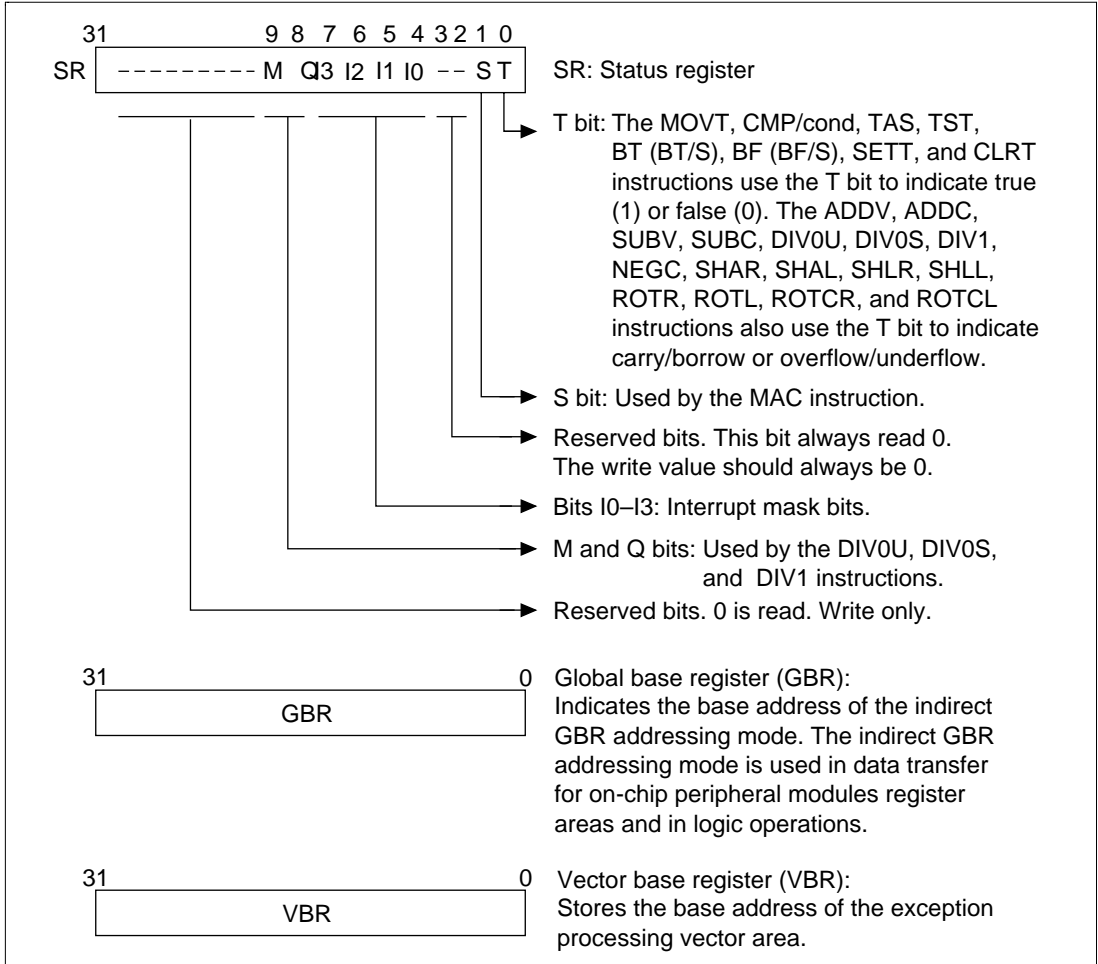 31 9 8 7 6 5 4 3 2 1 0
SR --------- M Q I3 I2 I1 I0 -- S T SR: Status register
T bit: The MOVT, CMP/cond, TAS, TST,
BT (BT/S), BF (BF/S), SETT, and CLRT
instructions use the T bit to indicate true
(1) or false (0). The ADDV, ADDC,
SUBV, SUBC, DIV0U, DIV0S, DIV1,
NEGC, SHAR, SHAL, SHLR, SHLL,
ROTR, ROTL, ROTCR, and ROTCL
instructions also use the T bit to indicate
carry/borrow or overflow/underflow.
S bit: Used by the MAC instruction.
Reserved bits. This bit always read 0.
The write value should always be 0.
Bits I0–I3: Interrupt mask bits.
M and Q bits: Used by the DIV0U, DIV0S,
and DIV1 instructions.
Reserved bits. 0 is read. Write only.
31 0 Global base register (GBR):
GBR Indicates the base address of the indirect
GBR addressing mode. The indirect GBR
addressing mode is used in data transfer
for on-chip peripheral modules register
areas and in logic operations.
31 0 Vector base register (VBR):
VBR Stores the base address of the exception
processing vector area.